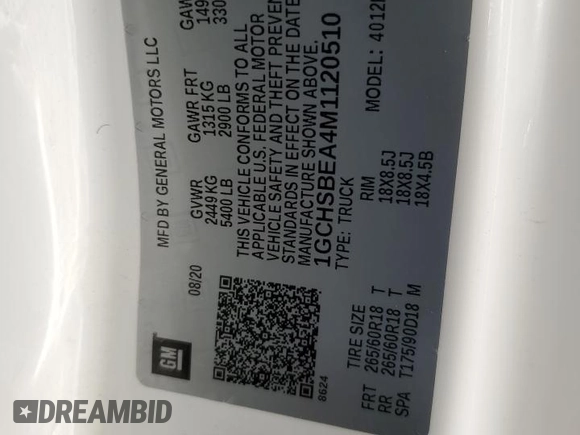 MFD BY GENERAL MOTORS LLC
08/20
GVWR
2449 KG
5400 LB
GAWR FRT
1315 KG
2900 LB
THIS VEHICLE CONFORMS TO ALL
APPLICABLE U.S. FEDERAL MOTOR
VEHICLE SAFETY AND THEFT PREVEN
STANDARDS IN EFFECT ON THE DATE
MANUFACTURE SHOWN ABOVE.
1GCHSBEA4M1120510
TYPE: TRUCK
GM
8624
TIRE SIZE RIM
FRT 265/60R18 T 18X8.5J
RR 265/60R18 T 18X8.5J
SPA T175/90D18 M 18X4.5B
DREAMBID